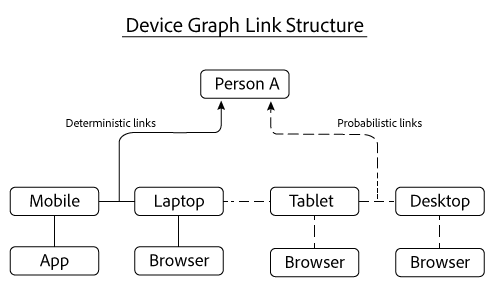 Device Graph Link Structure
Person A
Deterministic links
Probabilistic links
Mobile
Laptop
Tablet
Desktop
App
Browser
Browser
Browser